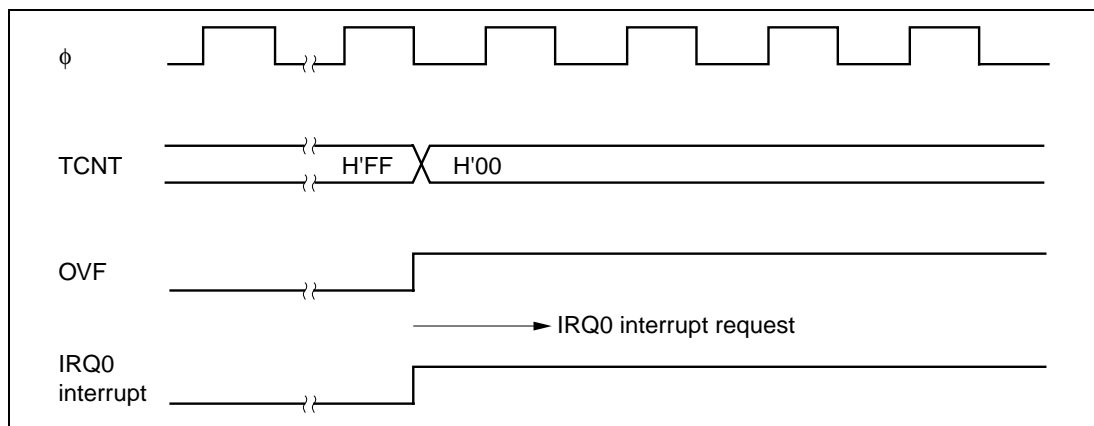 ϕ
TCNT
H'FF
H'00
OVF
IRQ0 interrupt request
IRQ0
interrupt